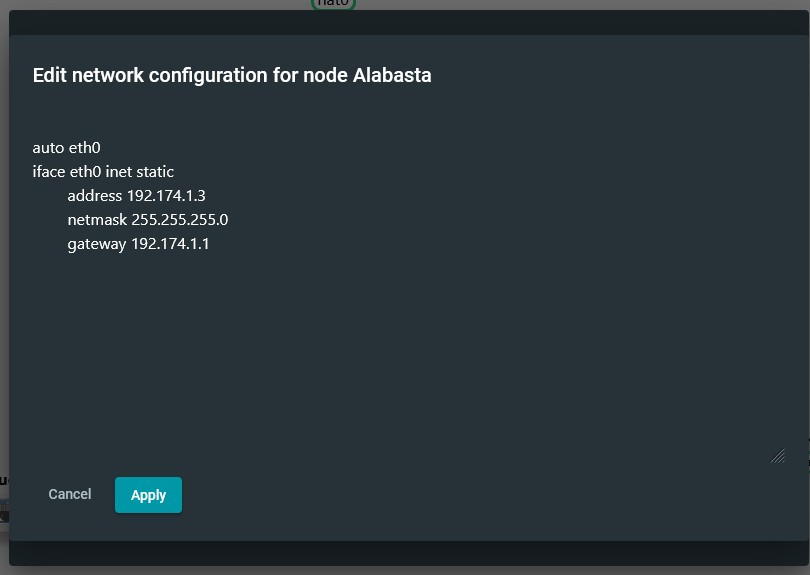 nat0
Edit network configuration for node Alabasta
auto eth0
iface eth0 inet static
address 192.174.1.3
netmask 255.255.255.0
gateway 192.174.1.1
Cancel
Apply